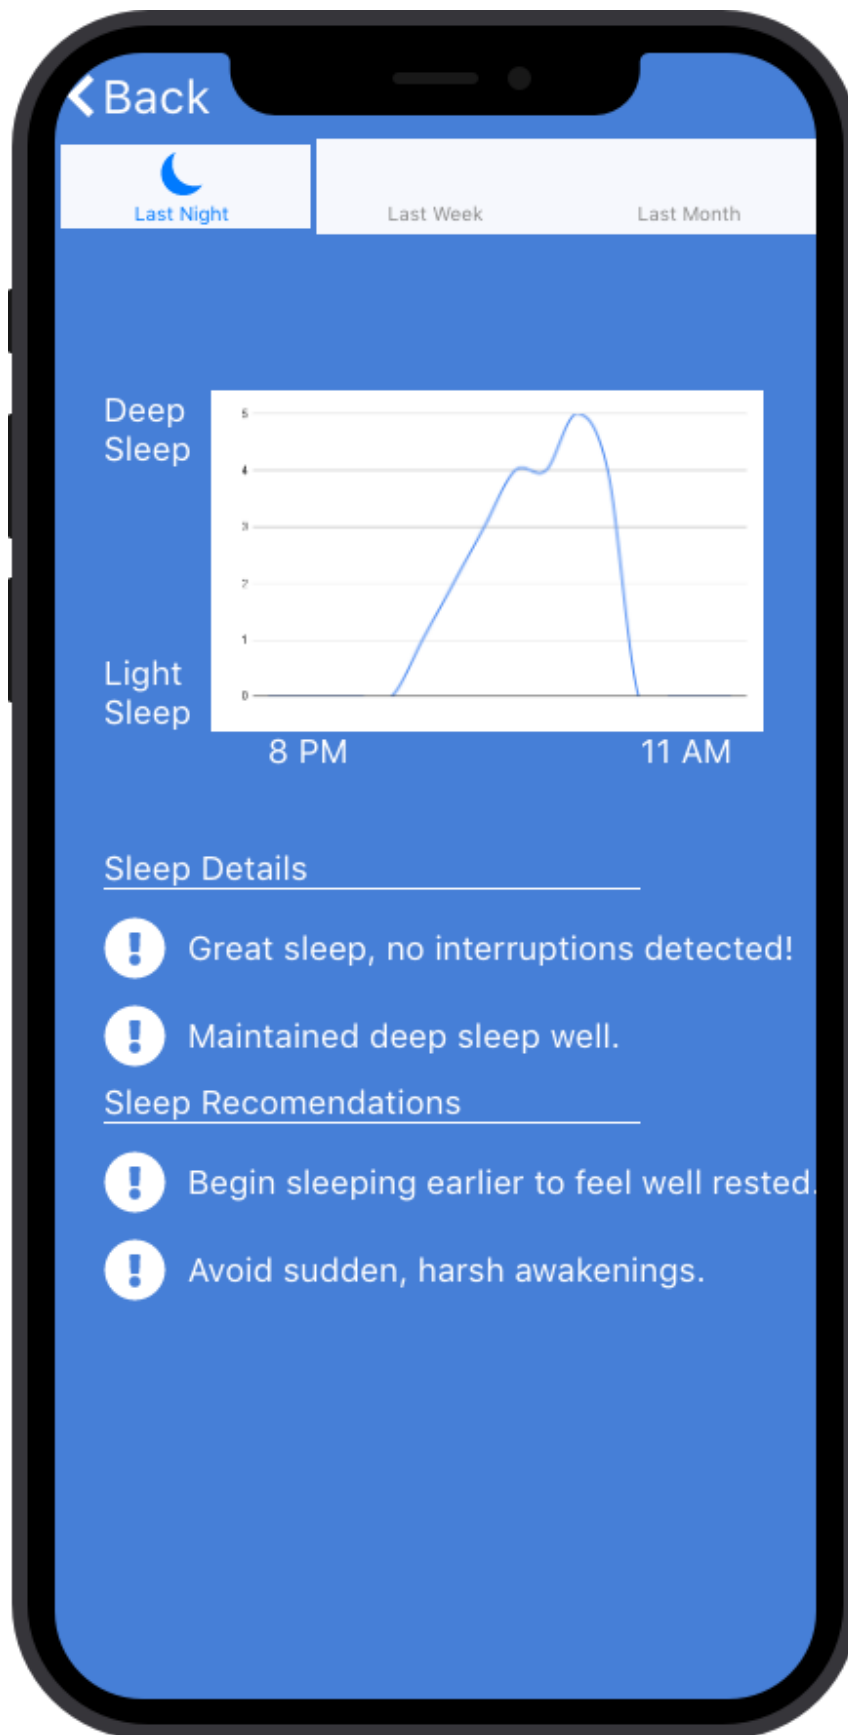 Back
Last Night
Last Week
Last Month
Deep
Sleep
5
4
3
2
1
0
Light
Sleep
8 PM
11 AM
Sleep Details
Great sleep, no interruptions detected!
Maintained deep sleep well.
Sleep Recomendations
Begin sleeping earlier to feel well rested.
Avoid sudden, harsh awakenings.